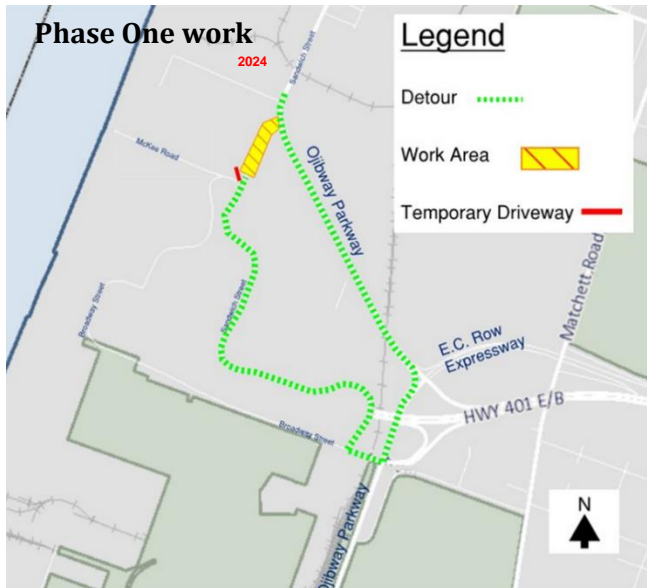 Phase One work
2024
Legend
Detour
Work Area
Temporary Driveway
Sandwich Street
McKee Road
Ojibway Parkway
Matchett Road
Broadway Street
Sandwich Street
E.C. Row
Expressway
HWY 401 E/B
Broadway Street
Ojibway Parkway
N